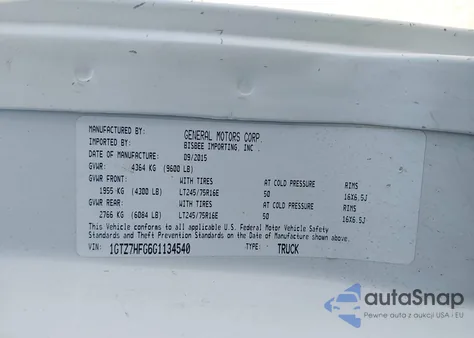 MANUFACTURED BY: GENERAL MOTORS CORP.
IMPORTED BY: BISBEE IMPORTING, INC.
DATE OF MANUFACTURE: 09/2015
GVWR: 4364 KG (9600 LB)
GVWR FRONT: WITH TIRES AT COLD PRESSURE RIMS
1955 KG (4300 LB) LT245/75R16E 50 16X6.5J
GVWR REAR: WITH TIRES AT COLD PRESSURE RIMS
2766 KG (6084 LB) LT245/75R16E 50 16X6.5J
This Vehicle conforms to all applicable U.S. Federal Motor Vehicle Safety
Standards and Theft Prevention Standards on the Date of Manufacture shown above.
VIN: 1GTZ7HFG6G1134540 TYPE: TRUCK
autoSnap
Pewne auta z aukcji USA i EU